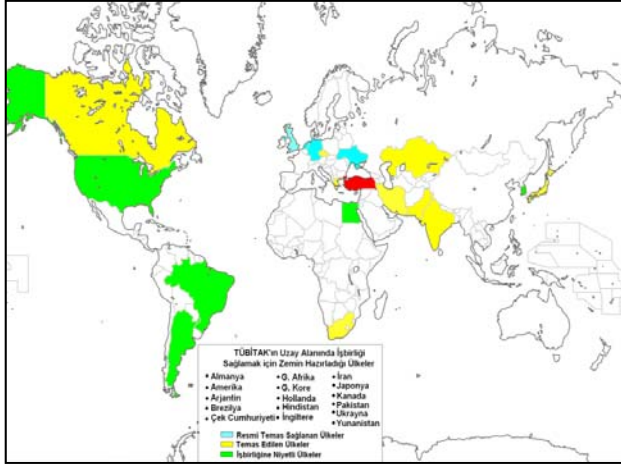 TÜBİTAK'ın Uzay Alanında İşbirliği
Sağlamak için Zemin Hazırladığı Ülkeler
• Almanya
• Amerika
• Arjantin
• Brezilya
• Çek Cumhuriyeti
• G. Afrika
• G. Kore
• Hollanda
• Hindistan
• İngiltere
• İran
• Japonya
• Kanada
• Pakistan
• Ukrayna
• Yunanistan
Resmi Temas Sağlanan Ülkeler
Temas Edilen Ülkeler
İşbirliğine Niyetli Ülkeler